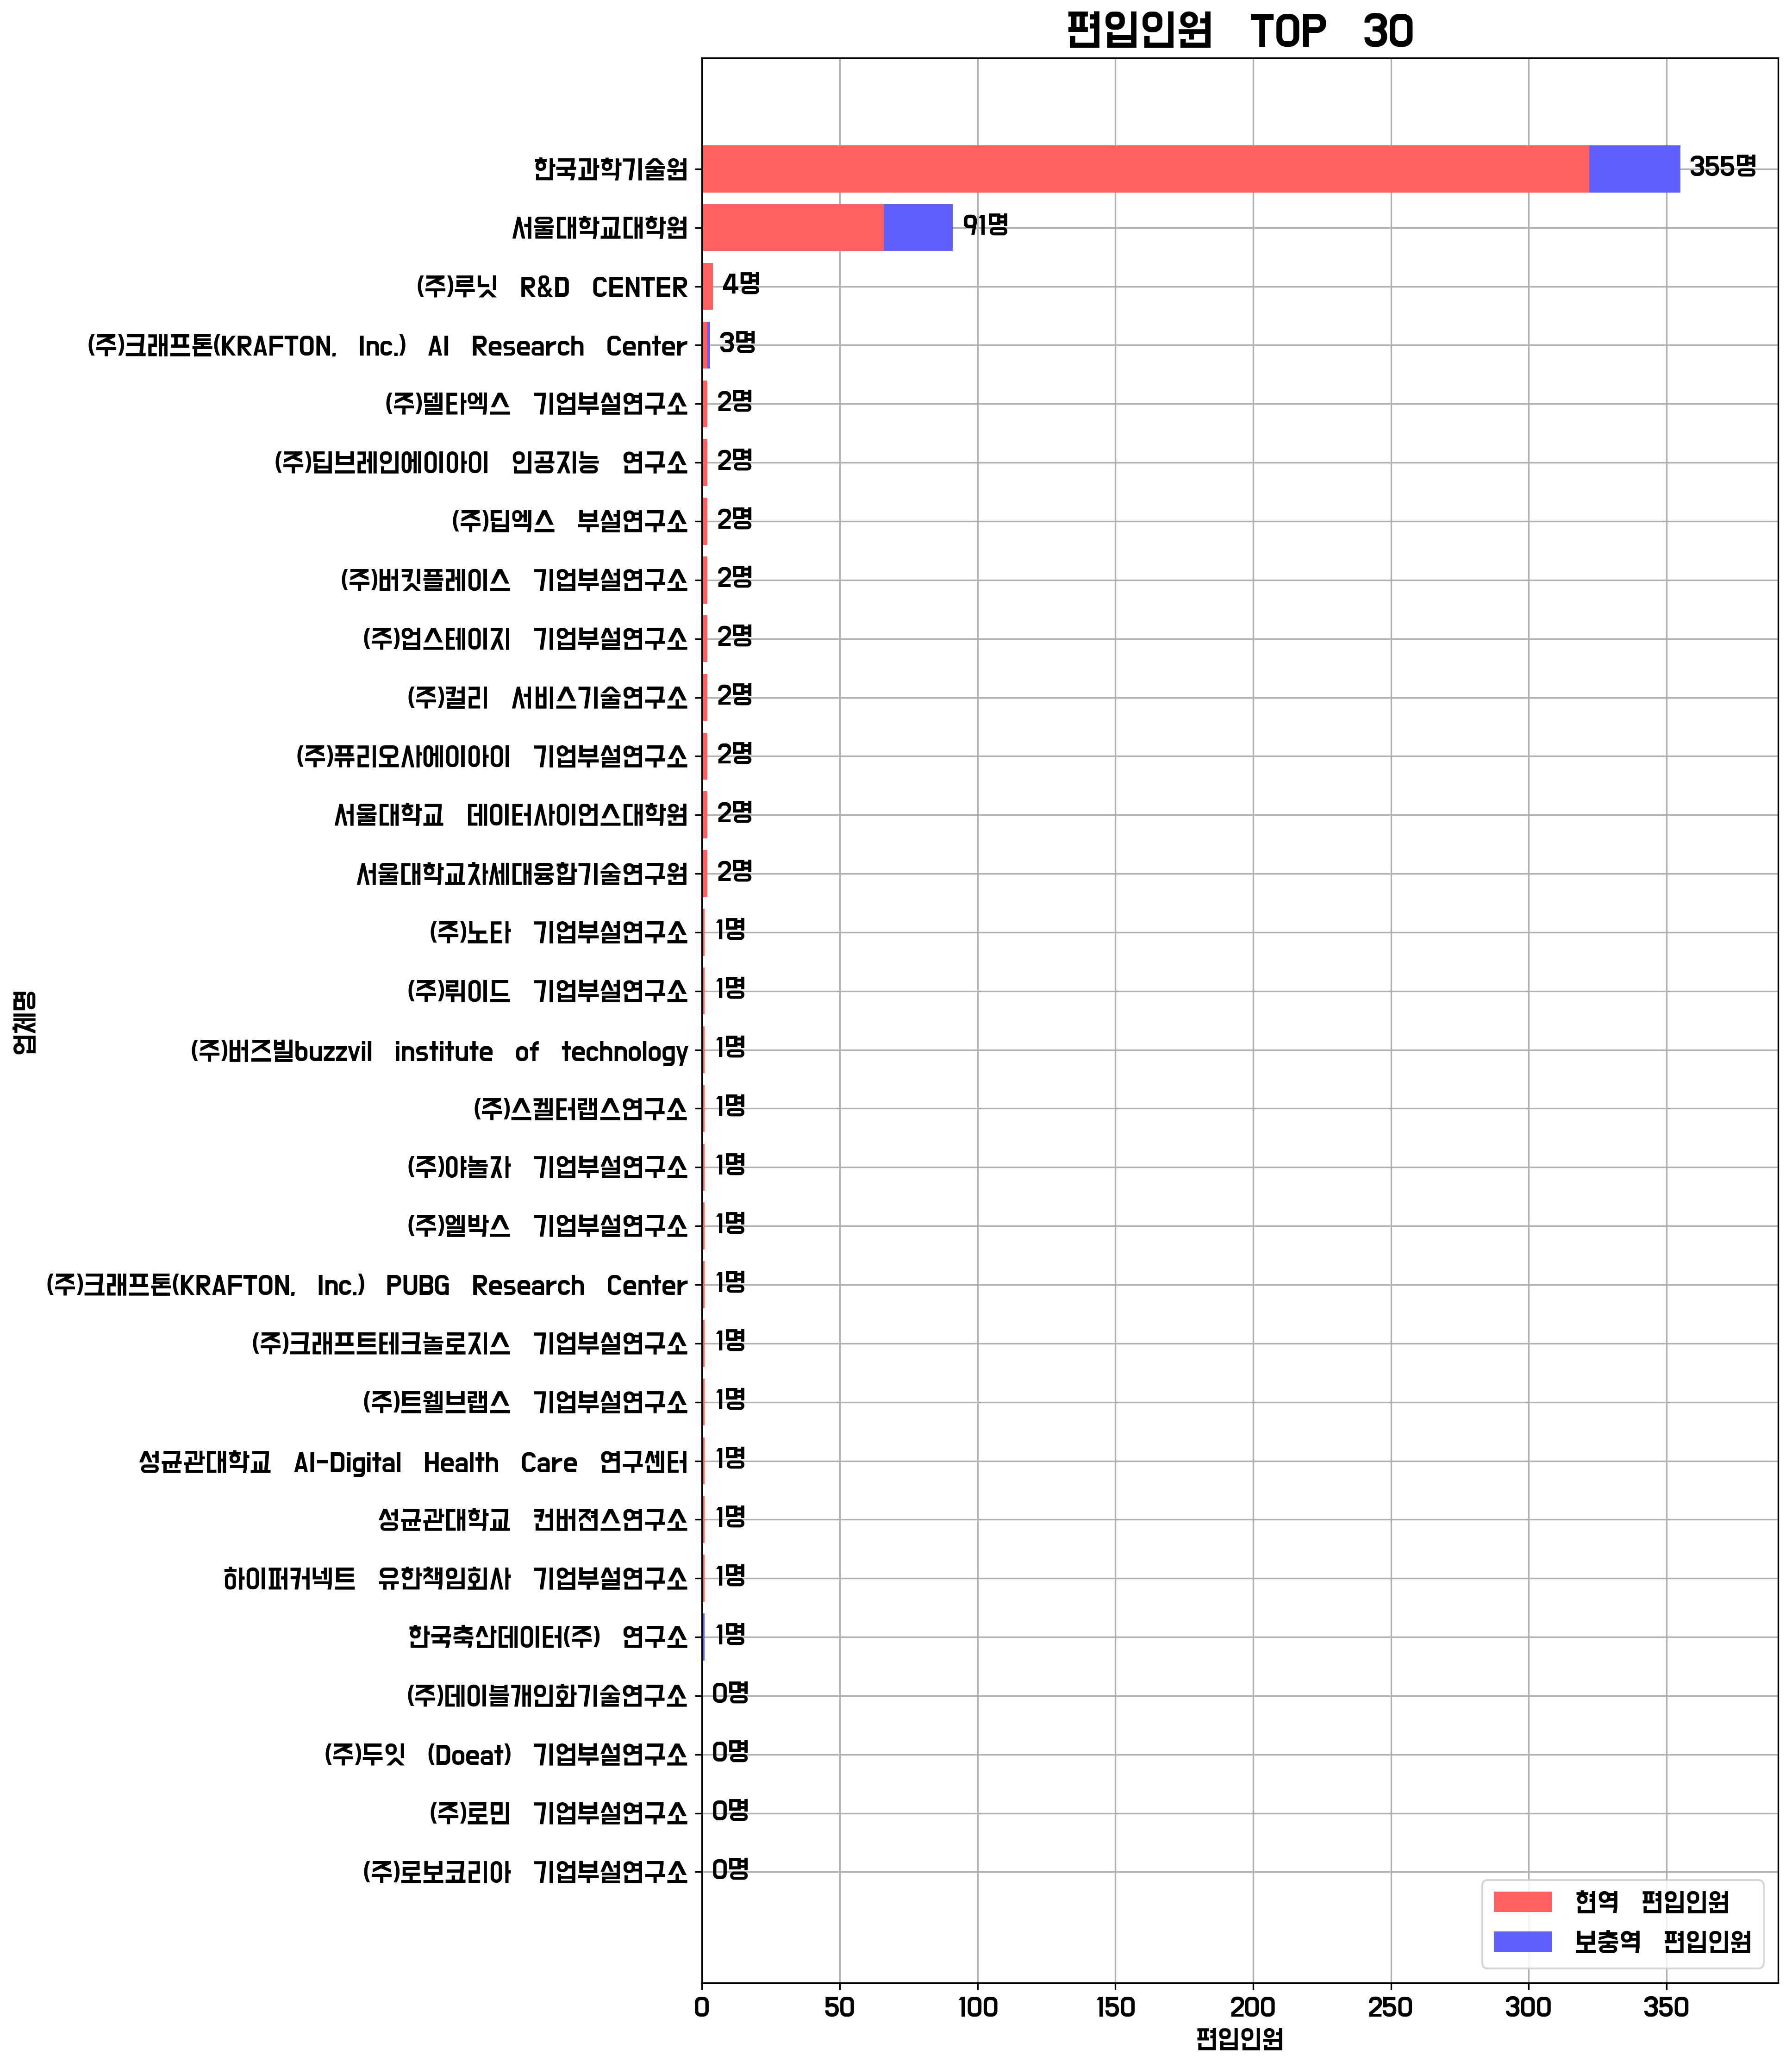 편입인원 TOP 30
한국과학기술원 355명
서울대학교대학원 91명
(주)루닛 R&D CENTER 4명
(주)크래프톤(KRAFTON, Inc.) AI Research Center 3명
(주)델타엑스 기업부설연구소 2명
(주)딥브레인에이아이 인공지능 연구소 2명
(주)딥엑스 부설연구소 2명
(주)버킷플레이스 기업부설연구소 2명
(주)업스테이지 기업부설연구소 2명
(주)컬리 서비스기술연구소 2명
(주)퓨리오사에이아이 기업부설연구소 2명
서울대학교 데이터사이언스대학원 2명
서울대학교차세대융합기술연구원 2명
(주)노타 기업부설연구소 1명
(주)뤼이드 기업부설연구소 1명
(주)버즈빌buzzvil institute of technology 1명
(주)스켈터랩스연구소 1명
(주)야놀자 기업부설연구소 1명
(주)엘박스 기업부설연구소 1명
(주)크래프톤(KRAFTON, Inc.) PUBG Research Center 1명
(주)크래프트테크놀로지스 기업부설연구소 1명
(주)트웰브랩스 기업부설연구소 1명
성균관대학교 AI-Digital Health Care 연구센터 1명
성균관대학교 컨버젼스연구소 1명
하이퍼커넥트 유한책임회사 기업부설연구소 1명
한국축산데이터(주) 연구소 1명
(주)데이블개인화기술연구소 0명
(주)두잇 (Doeat) 기업부설연구소 0명
(주)로민 기업부설연구소 0명
(주)로보코리아 기업부설연구소 0명
업체명
현역 편입인원
보충역 편입인원
0 50 100 150 200 250 300 350
편입인원